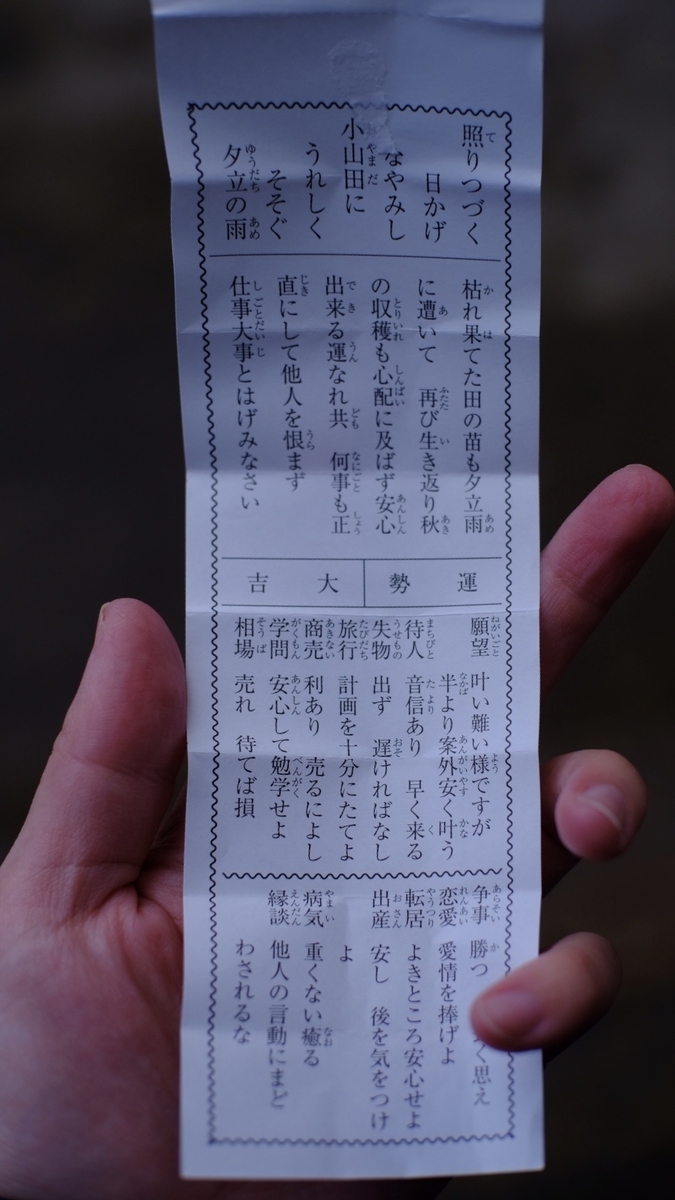 照りつづく
日かげ
なやみし
小山田に
うれしく
そそぐ
夕立の雨
枯れ果てた田の苗も夕立雨
に遭いて 再び生き返り秋
の収穫も心配に及ばず安心
出来る運なれ共 何事も正
直にして他人を恨まず
仕事大事とはげみなさい
運 勢
大 吉
願望 叶い難い様ですが
半より案外安く叶う
待人 音信あり 早く来る
失物 出ず 遅ければなし
旅行 計画を十分にたてよ
商売 利あり 売るによし
学問 安心して勉学せよ
相場 売れ 待てば損
争事 勝つ く思え
恋愛 愛情を捧げよ
転居 よきところ安心せよ
出産 安し 後を気をつけ
よ
病気 重くない癒る
縁談 他人の言動にまど
わされるな